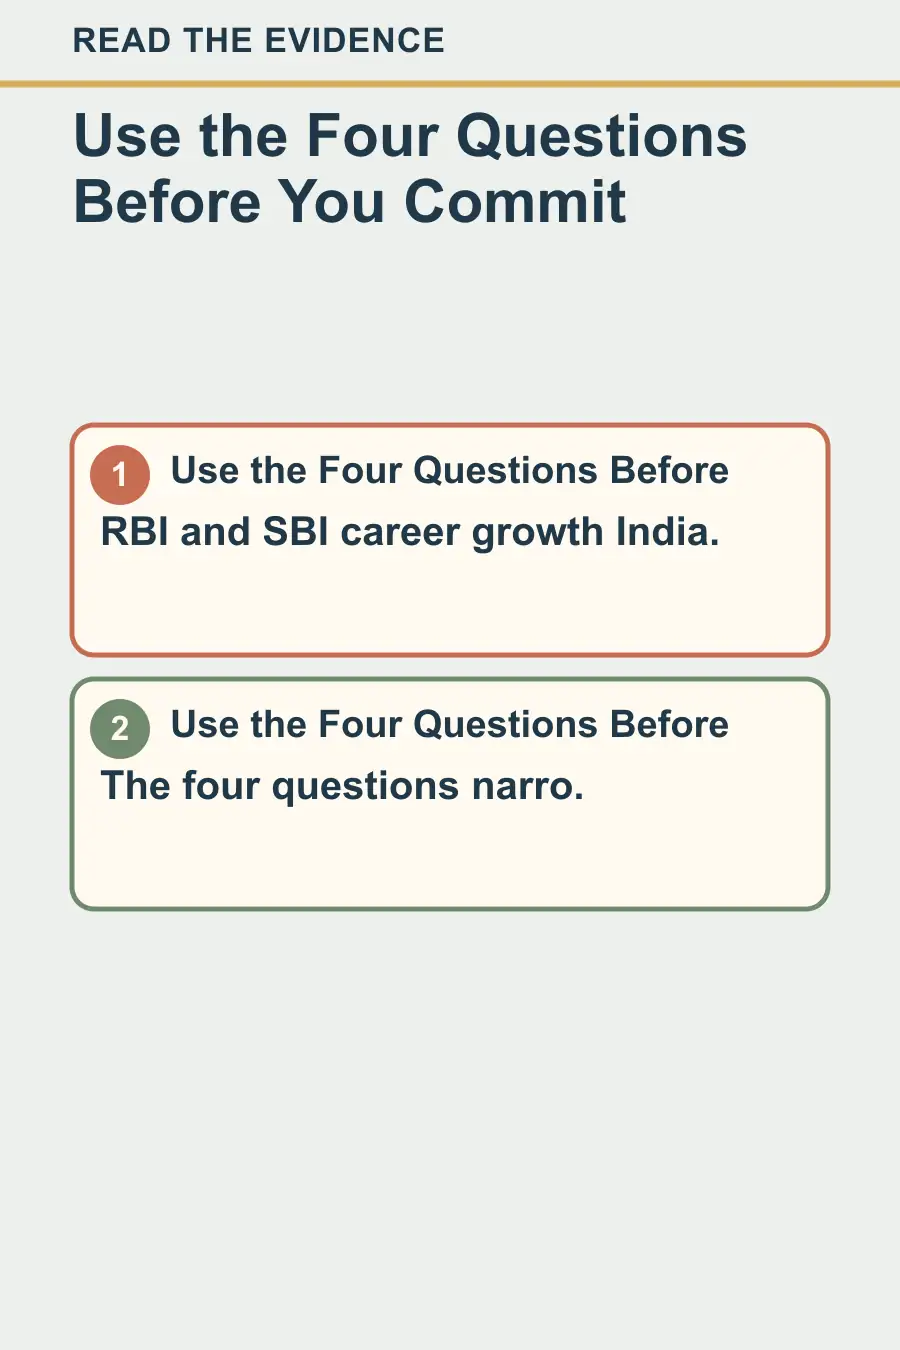 READ THE EVIDENCE
Use the Four Questions
Before You Commit
1 Use the Four Questions Before
RBI and SBI career growth India.
2 Use the Four Questions Before
The four questions narro.